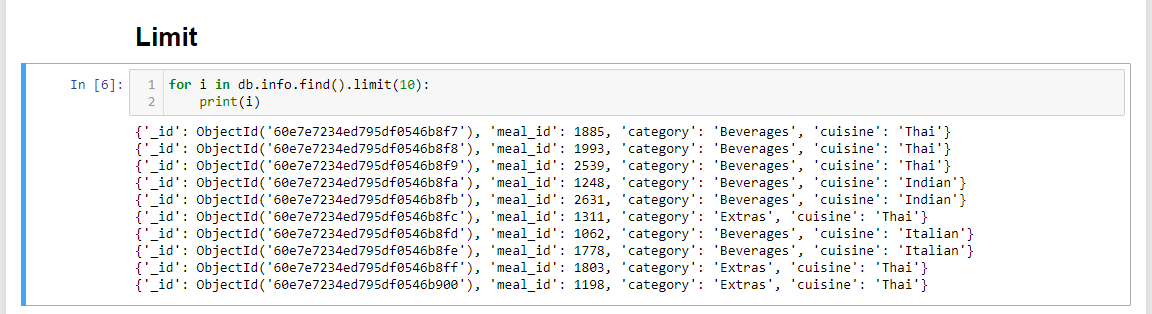 Limit
In [6]:
1 for i in db.info.find().limit(10):
2     print(i)
{'_id': ObjectId('60e7e7234ed795df0546b8f7'), 'meal_id': 1885, 'category': 'Beverages', 'cuisine': 'Thai'}
{'_id': ObjectId('60e7e7234ed795df0546b8f8'), 'meal_id': 1993, 'category': 'Beverages', 'cuisine': 'Thai'}
{'_id': ObjectId('60e7e7234ed795df0546b8f9'), 'meal_id': 2539, 'category': 'Beverages', 'cuisine': 'Thai'}
{'_id': ObjectId('60e7e7234ed795df0546b8fa'), 'meal_id': 1248, 'category': 'Beverages', 'cuisine': 'Indian'}
{'_id': ObjectId('60e7e7234ed795df0546b8fb'), 'meal_id': 2631, 'category': 'Beverages', 'cuisine': 'Indian'}
{'_id': ObjectId('60e7e7234ed795df0546b8fc'), 'meal_id': 1311, 'category': 'Extras', 'cuisine': 'Thai'}
{'_id': ObjectId('60e7e7234ed795df0546b8fd'), 'meal_id': 1062, 'category': 'Beverages', 'cuisine': 'Italian'}
{'_id': ObjectId('60e7e7234ed795df0546b8fe'), 'meal_id': 1778, 'category': 'Beverages', 'cuisine': 'Italian'}
{'_id': ObjectId('60e7e7234ed795df0546b8ff'), 'meal_id': 1803, 'category': 'Extras', 'cuisine': 'Thai'}
{'_id': ObjectId('60e7e7234ed795df0546b900'), 'meal_id': 1198, 'category': 'Extras', 'cuisine': 'Thai'}